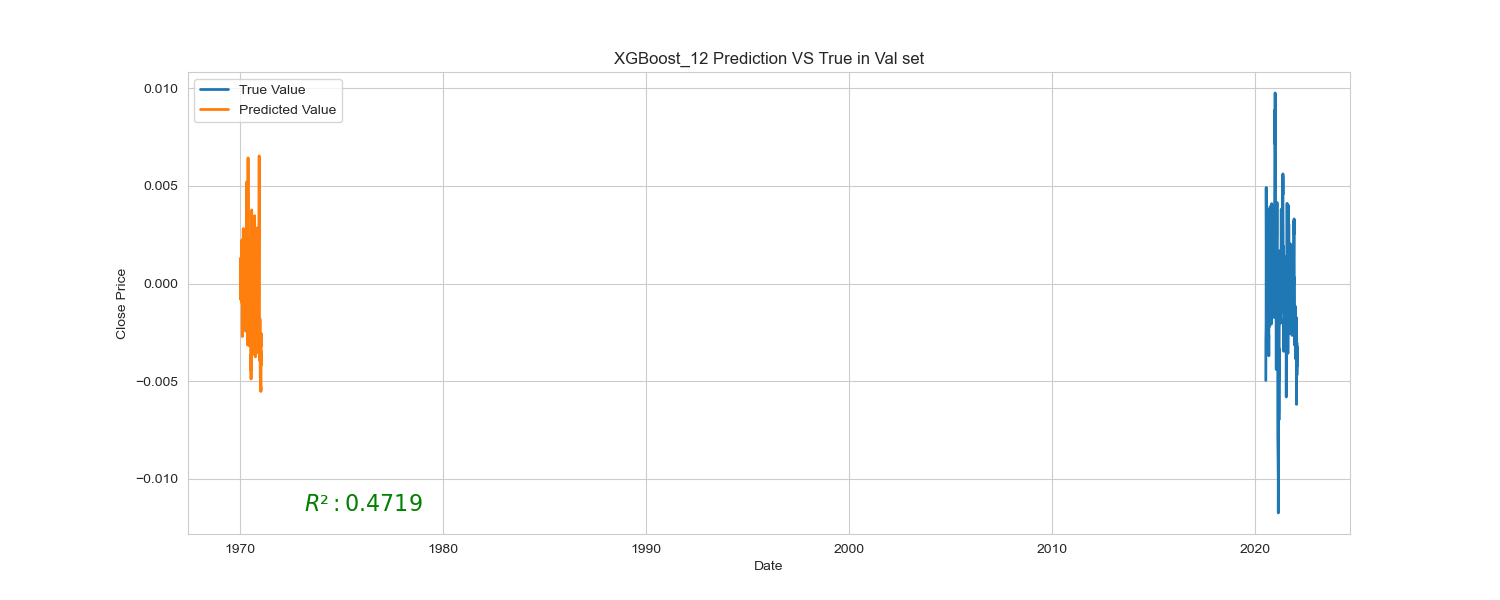 XGBoost_12 Prediction VS True in Val set
True Value
Predicted Value
0.010
0.005
0.000
−0.005
−0.010
Close Price
R² : 0.4719
1970 1980 1990 2000 2010 2020
Date